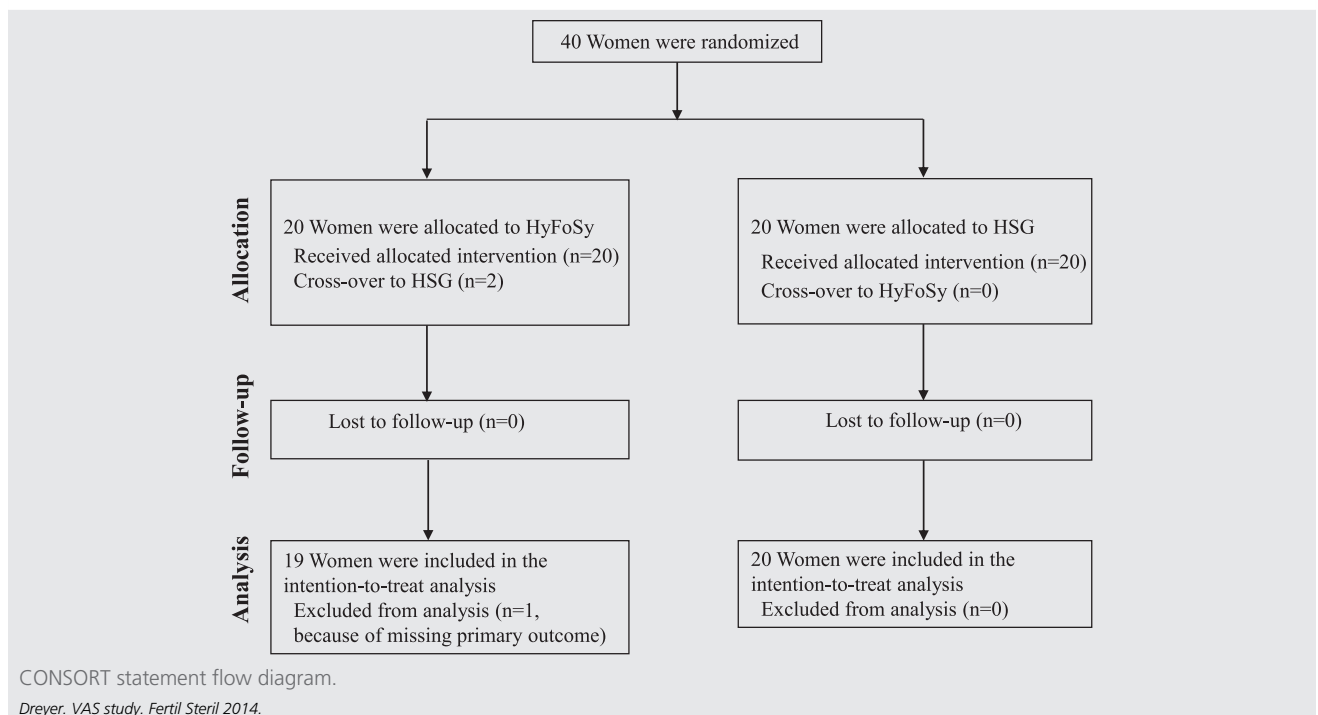 40 Women were randomized
Allocation
20 Women were allocated to HyFoSy
Received allocated intervention (n=20)
Cross-over to HSG (n=2)
20 Women were allocated to HSG
Received allocated intervention (n=20)
Cross-over to HyFoSy (n=0)
Follow-up
Lost to follow-up (n=0)
Lost to follow-up (n=0)
Analysis
19 Women were included in the
intention-to-treat analysis
Excluded from analysis (n=1,
because of missing primary outcome)
20 Women were included in the
intention-to-treat analysis
Excluded from analysis (n=0)
CONSORT statement flow diagram.
Dreyer. VAS study. Fertil Steril 2014.